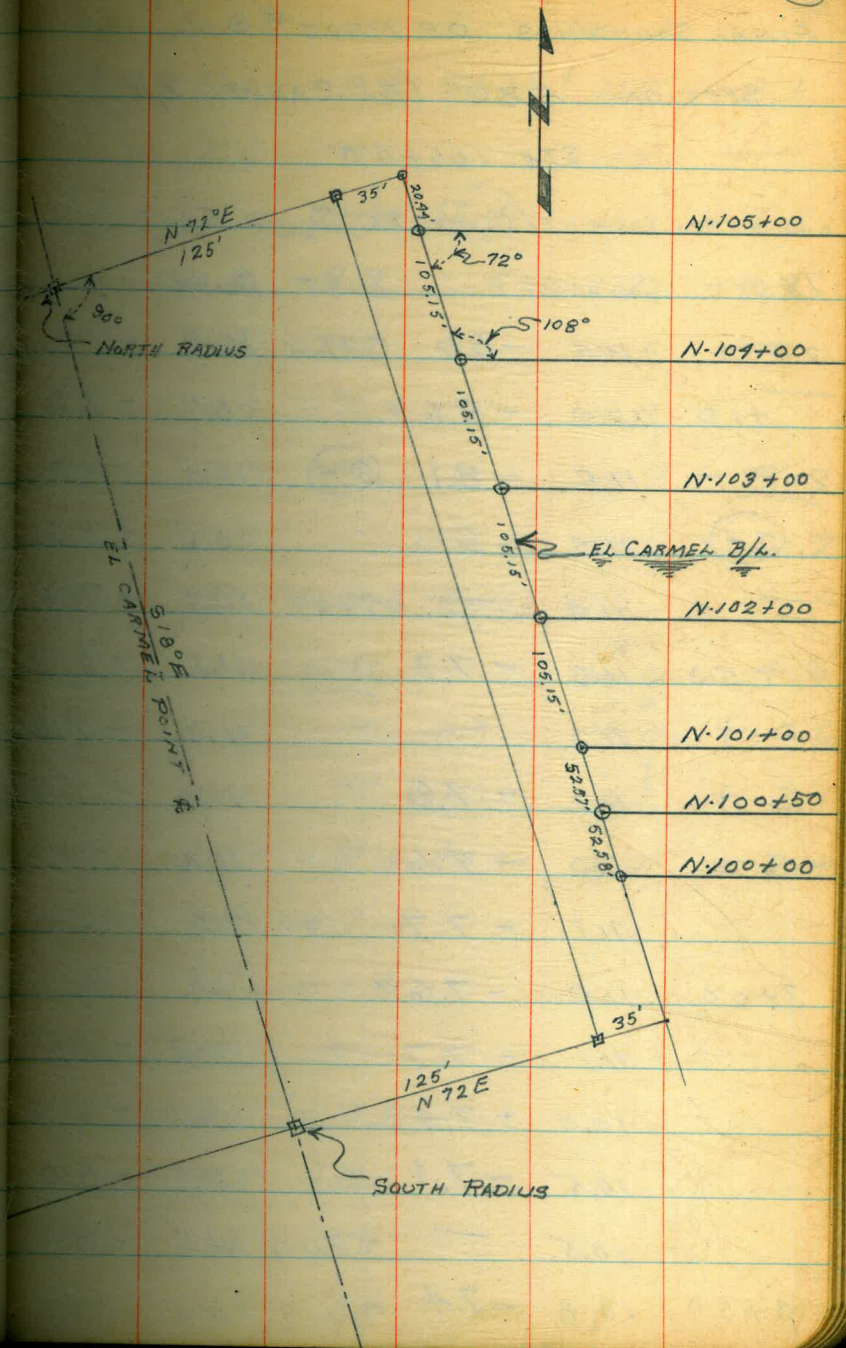 N
35'
20.44'
N 72° E
125'
N-105+00
72°
105.15'
90°
NORTH RADIUS
108°
N-104+00
105.15'
N-103+00
105.15'
EL CARMEL B/L.
N-102+00
S 18° E
EL CARMEL POINT ℄
105.15'
N-101+00
52.57'
N-100+50
52.58'
N-100+00
35'
125'
N 72 E
SOUTH RADIUS